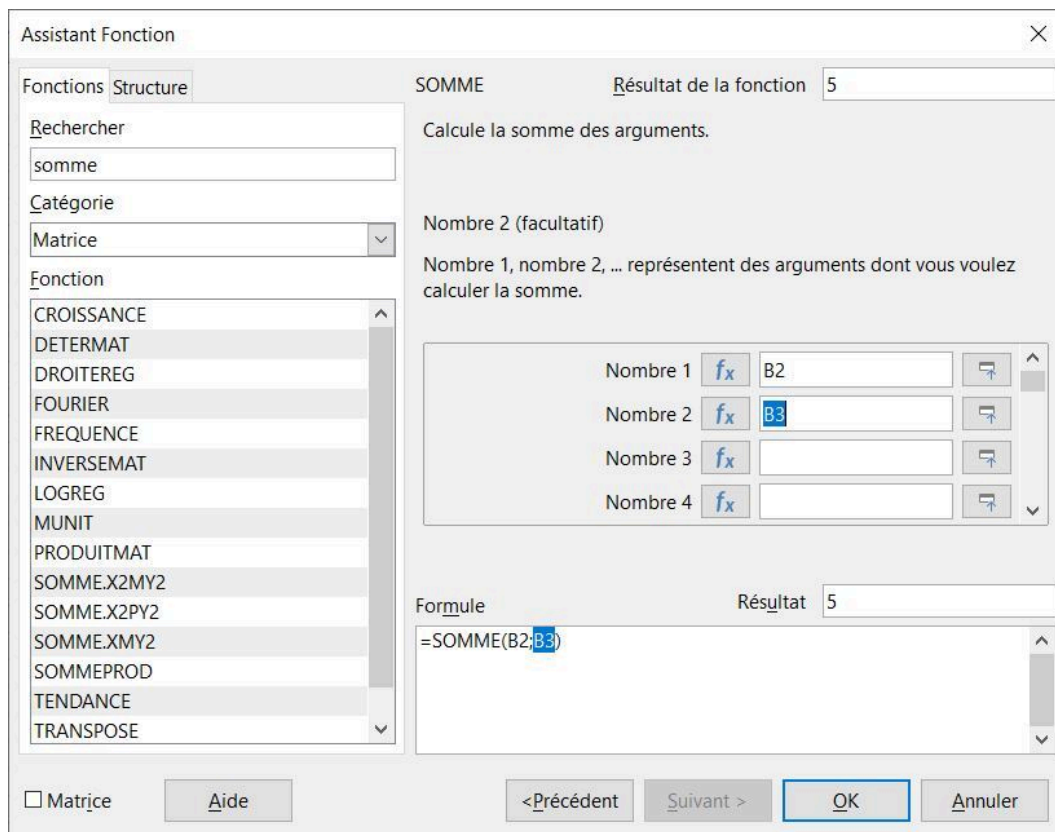 Assistant Fonction
Fonctions Structure
Rechercher
somme
Catégorie
Matrice
Fonction
CROISSANCE
DETERMAT
DROITEREG
FOURIER
FREQUENCE
INVERSEMAT
LOGREG
MUNIT
PRODUITMAT
SOMME.X2MY2
SOMME.X2PY2
SOMME.XMY2
SOMMEPROD
TENDANCE
TRANSPOSE
SOMME Résultat de la fonction 5
Calcule la somme des arguments.
Nombre 2 (facultatif)
Nombre 1, nombre 2, ... représentent des arguments dont vous voulez
calculer la somme.
Nombre 1 fx B2
Nombre 2 fx B3
Nombre 3 fx
Nombre 4 fx
Formule Résultat 5
=SOMME(B2;B3)
Matrice Aide <Précédent Suivant > OK Annuler